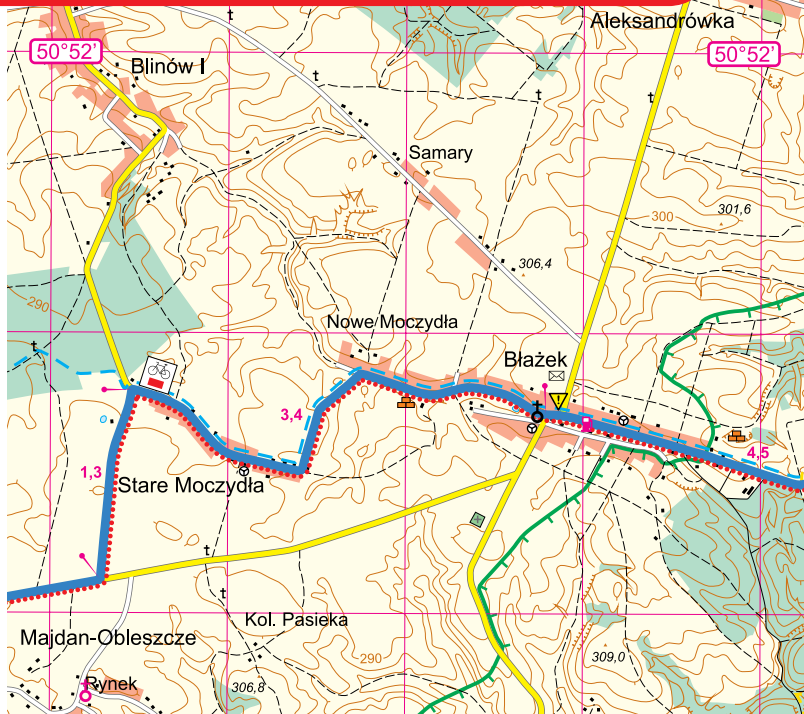 Aleksandrówka
50°52'
50°52'
Blinów I
Samary
300
301,6
306,4
290
Nowe Moczydła
Błażek
3,4
1,3
4,5
Stare Moczydła
Kol. Pasieka
Majdan-Obleszcze
290
309,0
Rynek
306,8